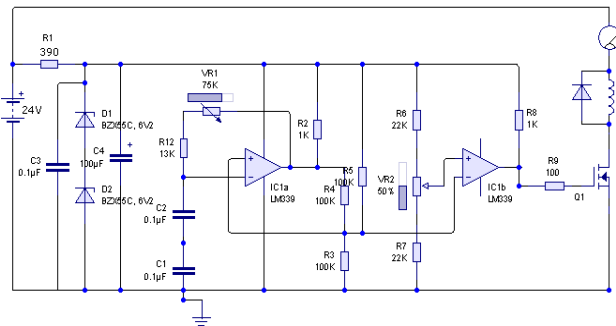 R1
390
24V
C3
0.1µF
D1
BZX55C, 6V2
C4
100µF
D2
BZX55C, 6V2
VR1
75K
R12
13K
C2
0.1µF
C1
0.1µF
IC1a
LM339
R2
1K
R4
100K
R5
100K
R3
100K
R6
22K
VR2
50%
R7
22K
IC1b
LM339
R8
1K
R9
100
Q1